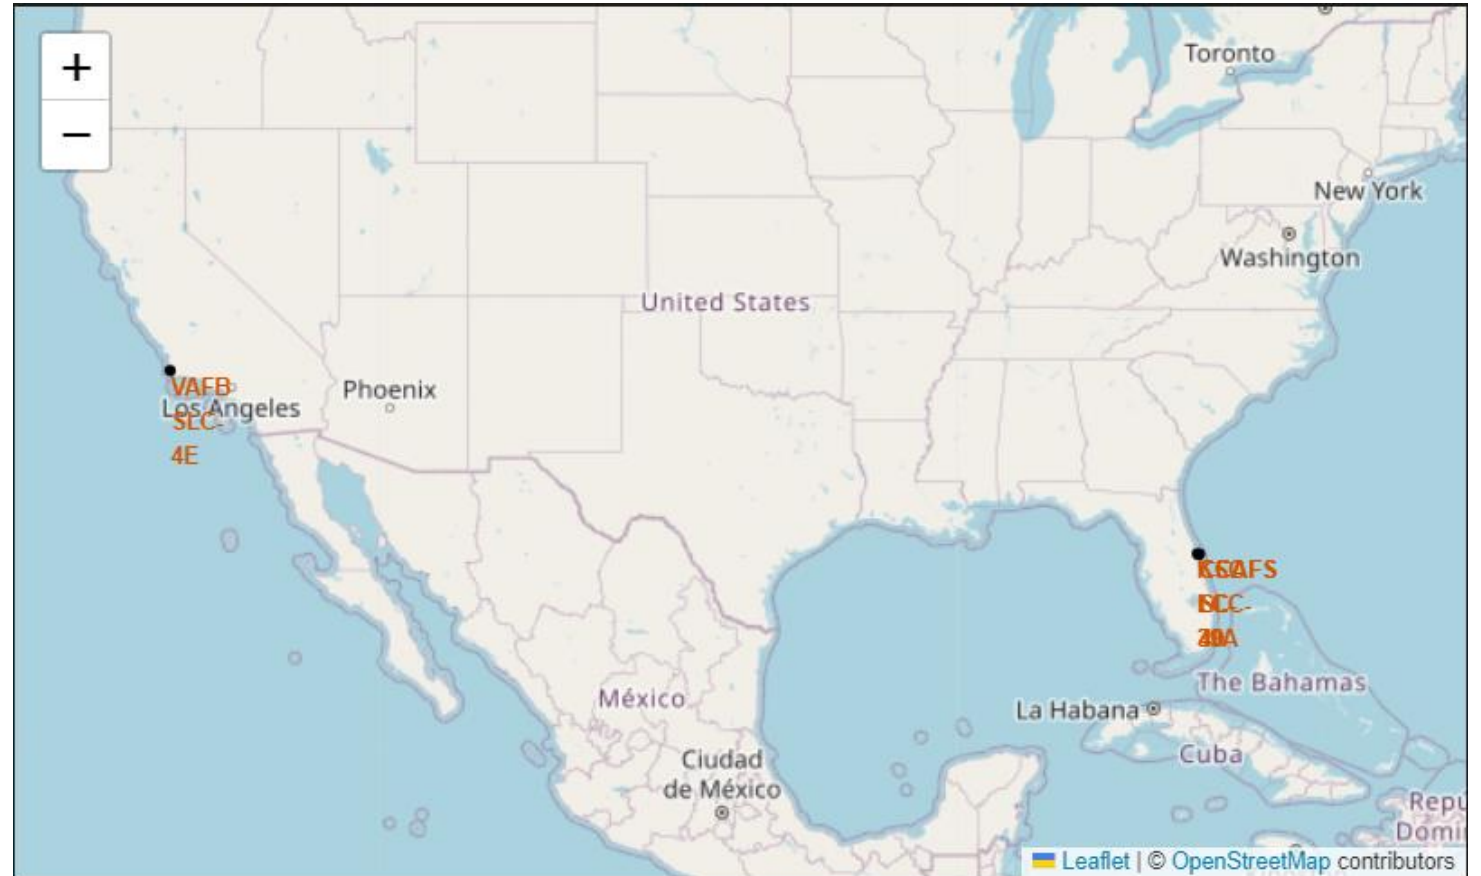 +
−
Toronto
New York
Washington
United States
VAFB
SLC-
4E
Los Angeles
Phoenix
The Bahamas
México
La Habana
Cuba
Ciudad
de México
Leaflet | © OpenStreetMap contributors